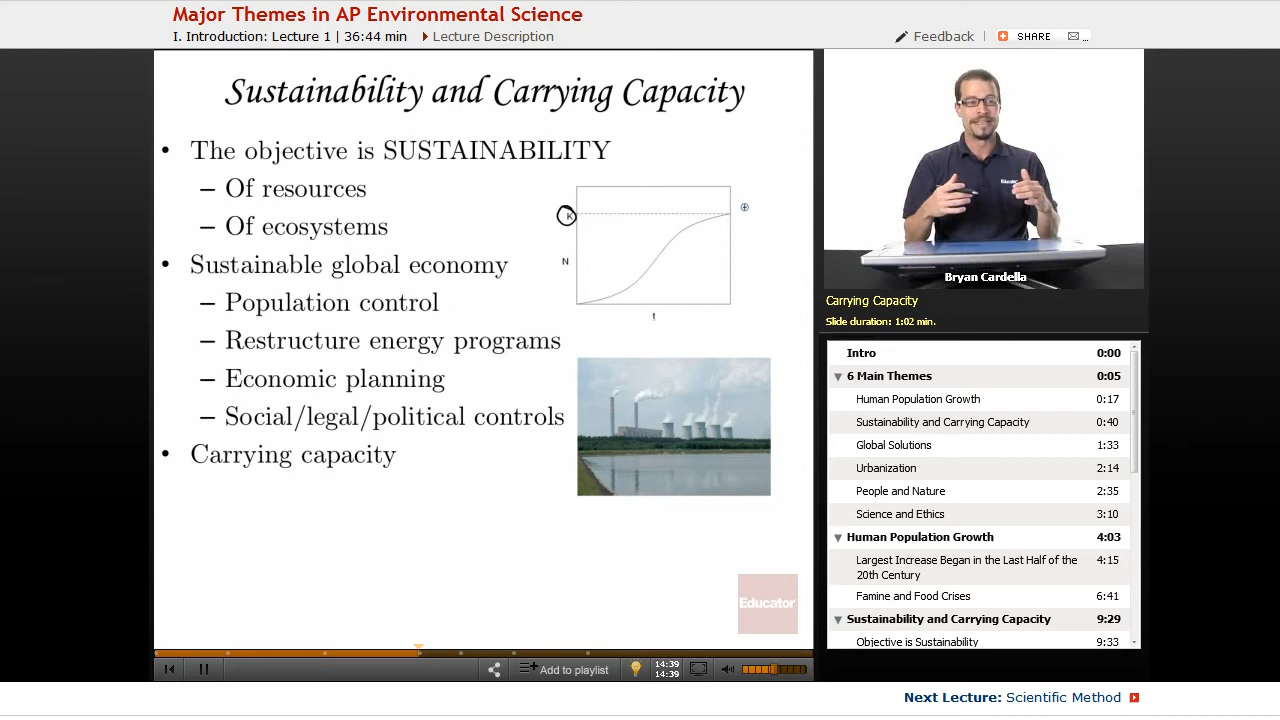 Major Themes in AP Environmental Science
I. Introduction: Lecture 1 | 36:44 min
Lecture Description
Feedback
SHARE
...
Sustainability and Carrying Capacity
• The objective is SUSTAINABILITY
– Of resources
– Of ecosystems
• Sustainable global economy
– Population control
– Restructure energy programs
– Economic planning
– Social/legal/political controls
• Carrying capacity
K
N
t
Educator
Educator
Bryan Cardella
Carrying Capacity
Slide duration: 1:02 min.
Intro 0:00
6 Main Themes 0:05
Human Population Growth 0:17
Sustainability and Carrying Capacity 0:40
Global Solutions 1:33
Urbanization 2:14
People and Nature 2:35
Science and Ethics 3:10
Human Population Growth 4:03
Largest Increase Began in the Last Half of the
20th Century 4:15
Famine and Food Crises 6:41
Sustainability and Carrying Capacity 9:29
Objective is Sustainability 9:33
Add to playlist
14:39
14:39
Next Lecture: Scientific Method